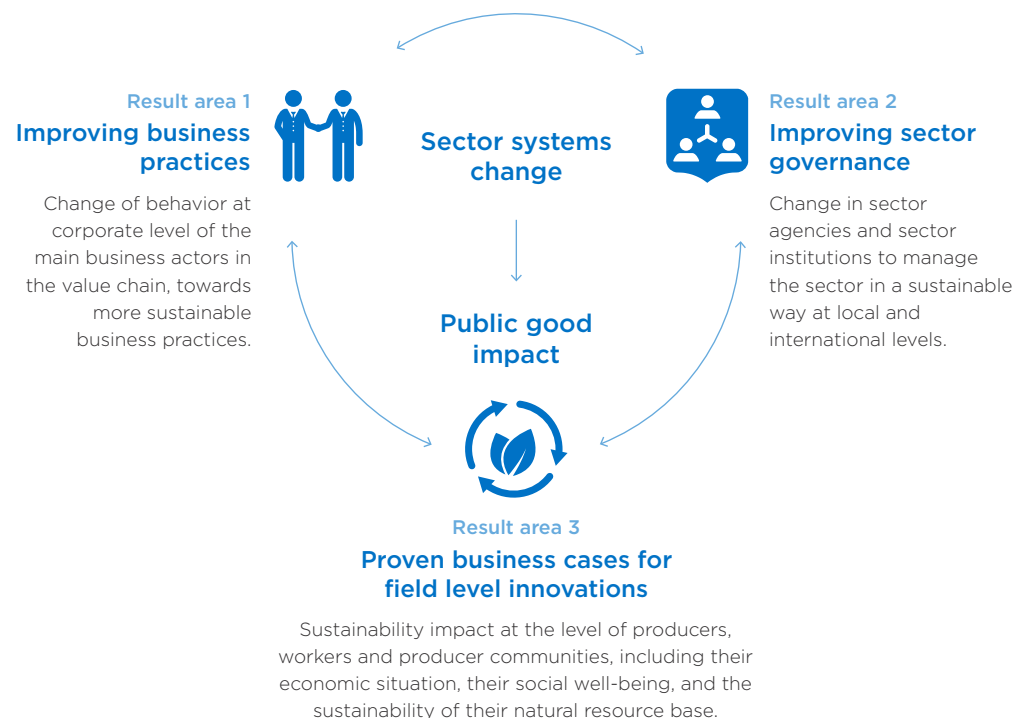 Result area 1
Improving business
practices
Change of behavior at
corporate level of the
main business actors in
the value chain, towards
more sustainable
business practices.
Sector systems
change
Public good
impact
Result area 2
Improving sector
governance
Change in sector
agencies and sector
institutions to manage
the sector in a sustainable
way at local and
international levels.
Result area 3
Proven business cases for
field level innovations
Sustainability impact at the level of producers,
workers and producer communities, including their
economic situation, their social well-being, and the
sustainability of their natural resource base.